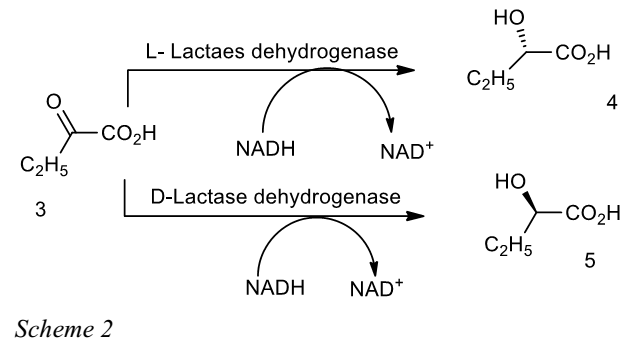 L- Lactaes dehydrogenase
HO
CO₂H
C₂H₅
4
O
CO₂H
C₂H₅
3
NADH
NAD⁺
D-Lactase dehydrogenase
HO
CO₂H
C₂H₅
5
NADH
NAD⁺
Scheme 2